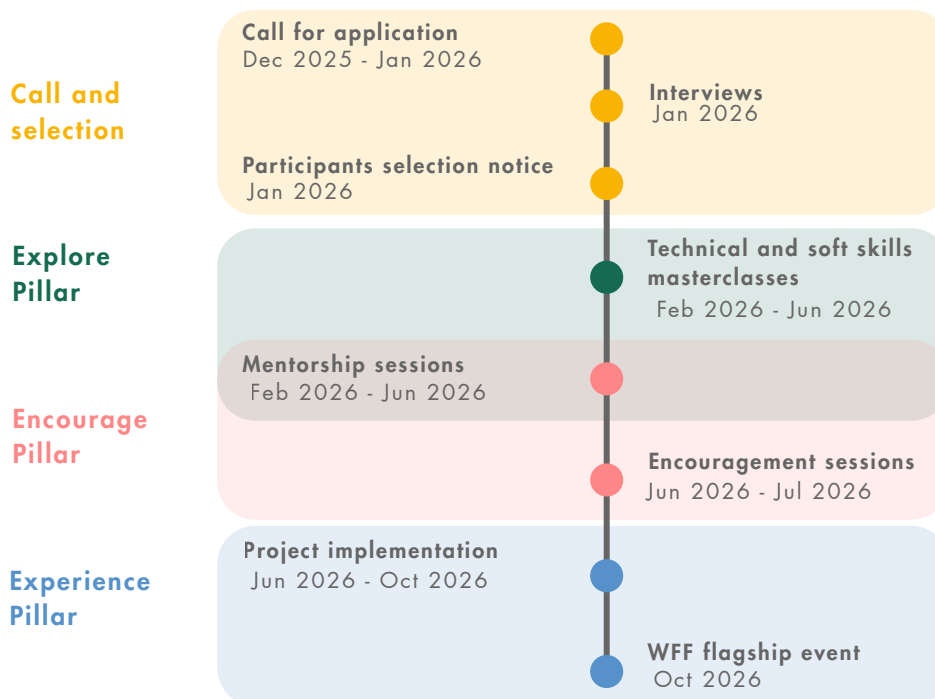 Call and
selection
Call for application
Dec 2025 - Jan 2026
Interviews
Jan 2026
Participants selection notice
Jan 2026
Explore
Pillar
Technical and soft skills
masterclasses
Feb 2026 - Jun 2026
Mentorship sessions
Feb 2026 - Jun 2026
Encourage
Pillar
Encouragement sessions
Jun 2026 - Jul 2026
Experience
Pillar
Project implementation
Jun 2026 - Oct 2026
WFF flagship event
Oct 2026